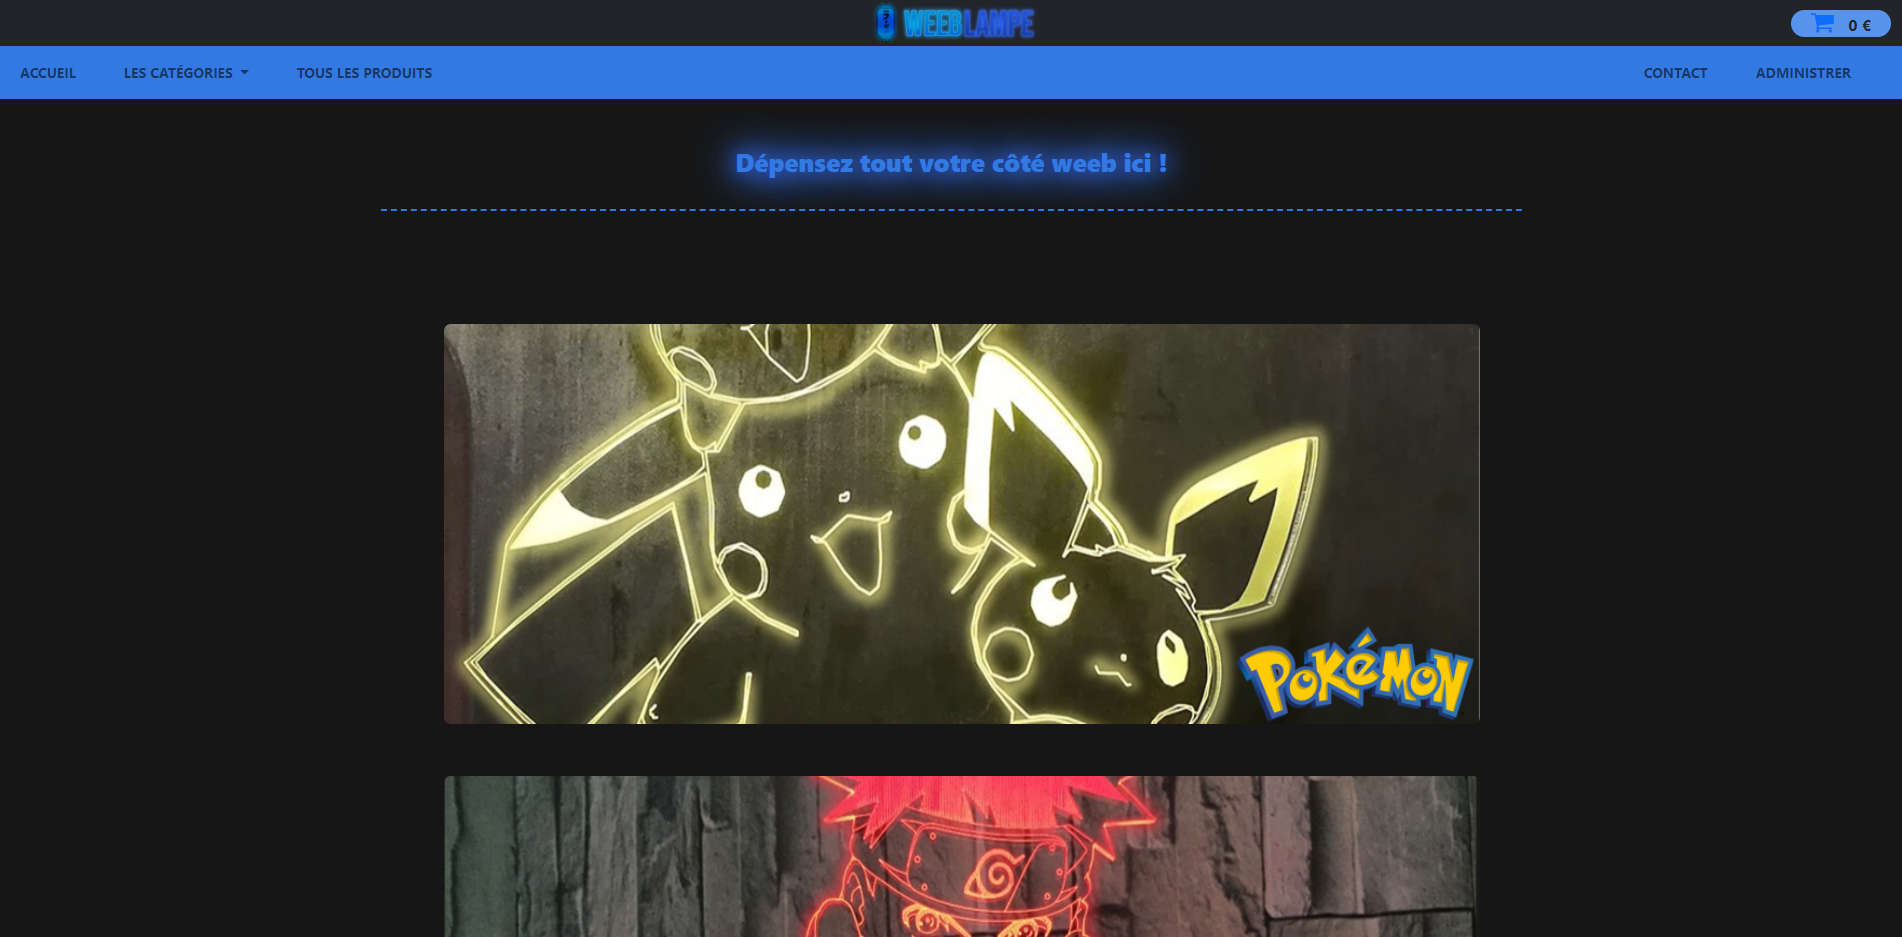 WEEBLAMPE
0 €
ACCUEIL
LES CATÉGORIES
TOUS LES PRODUITS
CONTACT
ADMINISTRER
Dépensez tout votre côté weeb ici !
POKéMON